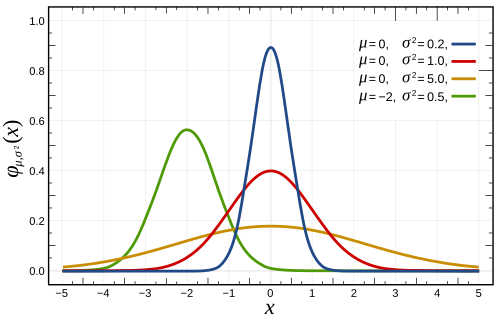 1.0
0.8
0.6
0.4
0.2
0.0
φμ,σ²(x)
μ = 0, σ² = 0.2,
μ = 0, σ² = 1.0,
μ = 0, σ² = 5.0,
μ = −2, σ² = 0.5,
−5 −4 −3 −2 −1 0 1 2 3 4 5
x